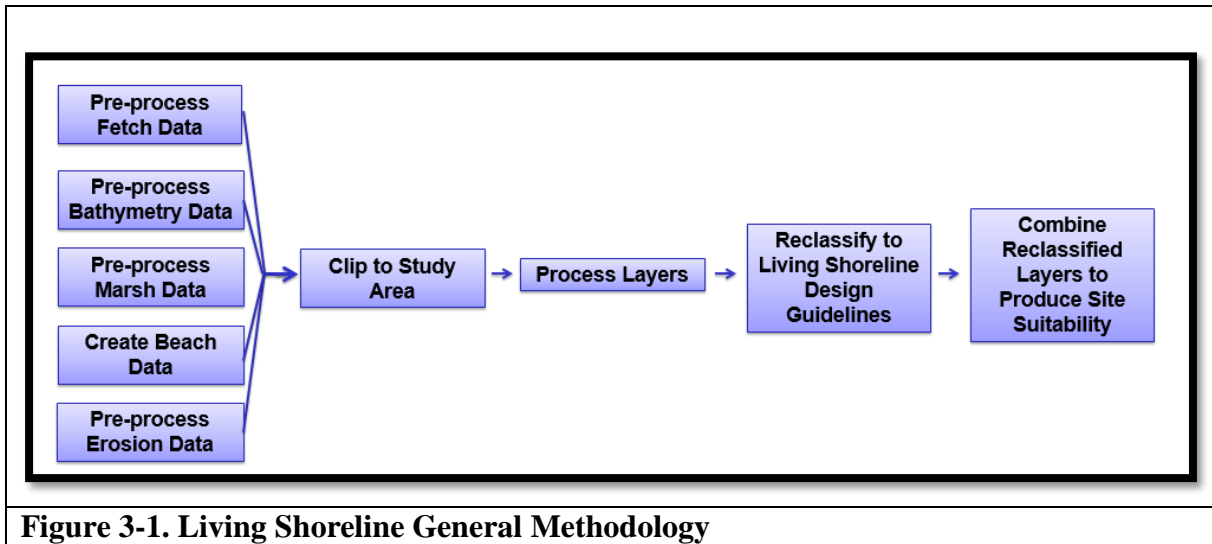 Pre-process
Fetch Data
Pre-process
Bathymetry Data
Pre-process
Marsh Data
Create Beach
Data
Pre-process
Erosion Data
Clip to Study
Area
Process Layers
Reclassify to
Living Shoreline
Design
Guidelines
Combine
Reclassified
Layers to
Produce Site
Suitability
Figure 3-1. Living Shoreline General Methodology